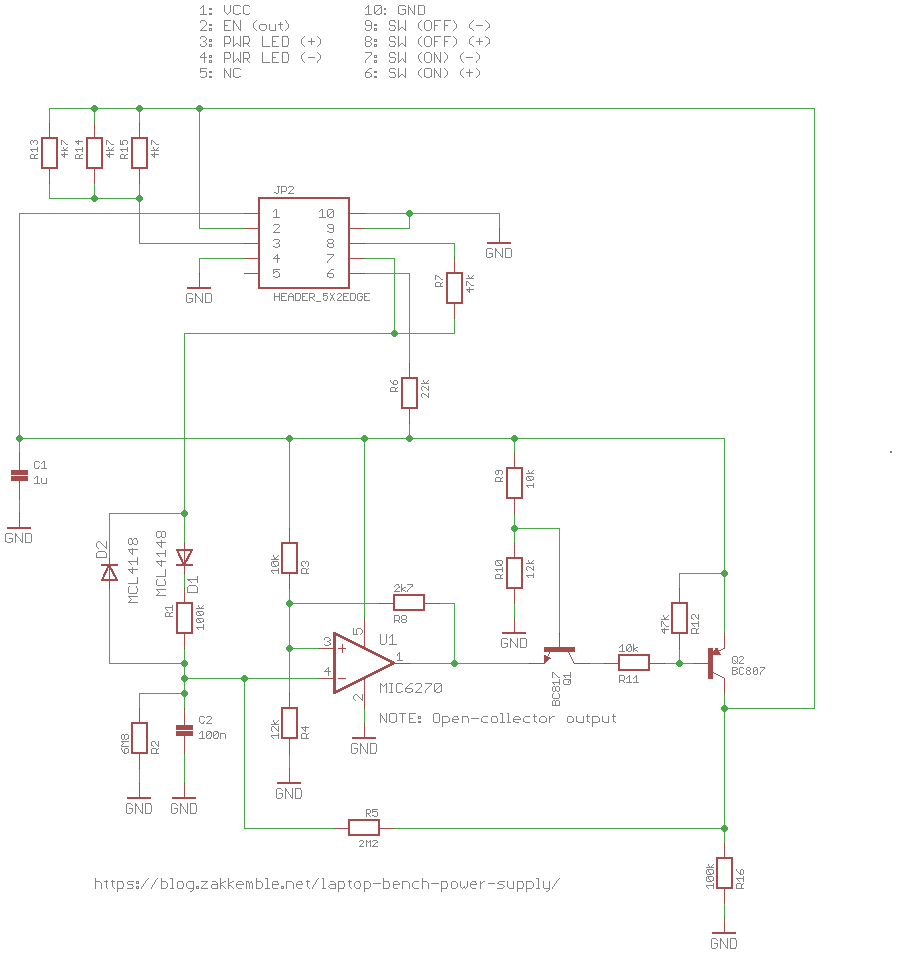 1: VCC 10: GND
2: EN (out) 9: SW (OFF) (-)
3: PWR LED (+) 8: SW (OFF) (+)
4: PWR LED (-) 7: SW (ON) (-)
5: NC 6: SW (ON) (+)
R13 4k7 R14 4k7 R15 4k7
JP2
1 10
2 9
3 8
4 7
5 6
HEADER_5X2EDGE
GND
GND
R7 47k
R6 22k
C1
1u
GND
R9 10k
D2 MCL4148
MCL4148 D1
R1 100k
10k R3
R10 12k
GND
2k7
R8
47k R12
U1
5
3
+
1
4
-
2
MIC6270
BC817 Q1
10k
R11
Q2
BC807
NOTE: Open-collector output
GND
6M8 R2
C2
100n
GND
GND
12k R4
GND
R5
2M2
100k R16
GND
https://blog.zakkemble.net/laptop-bench-power-supply/